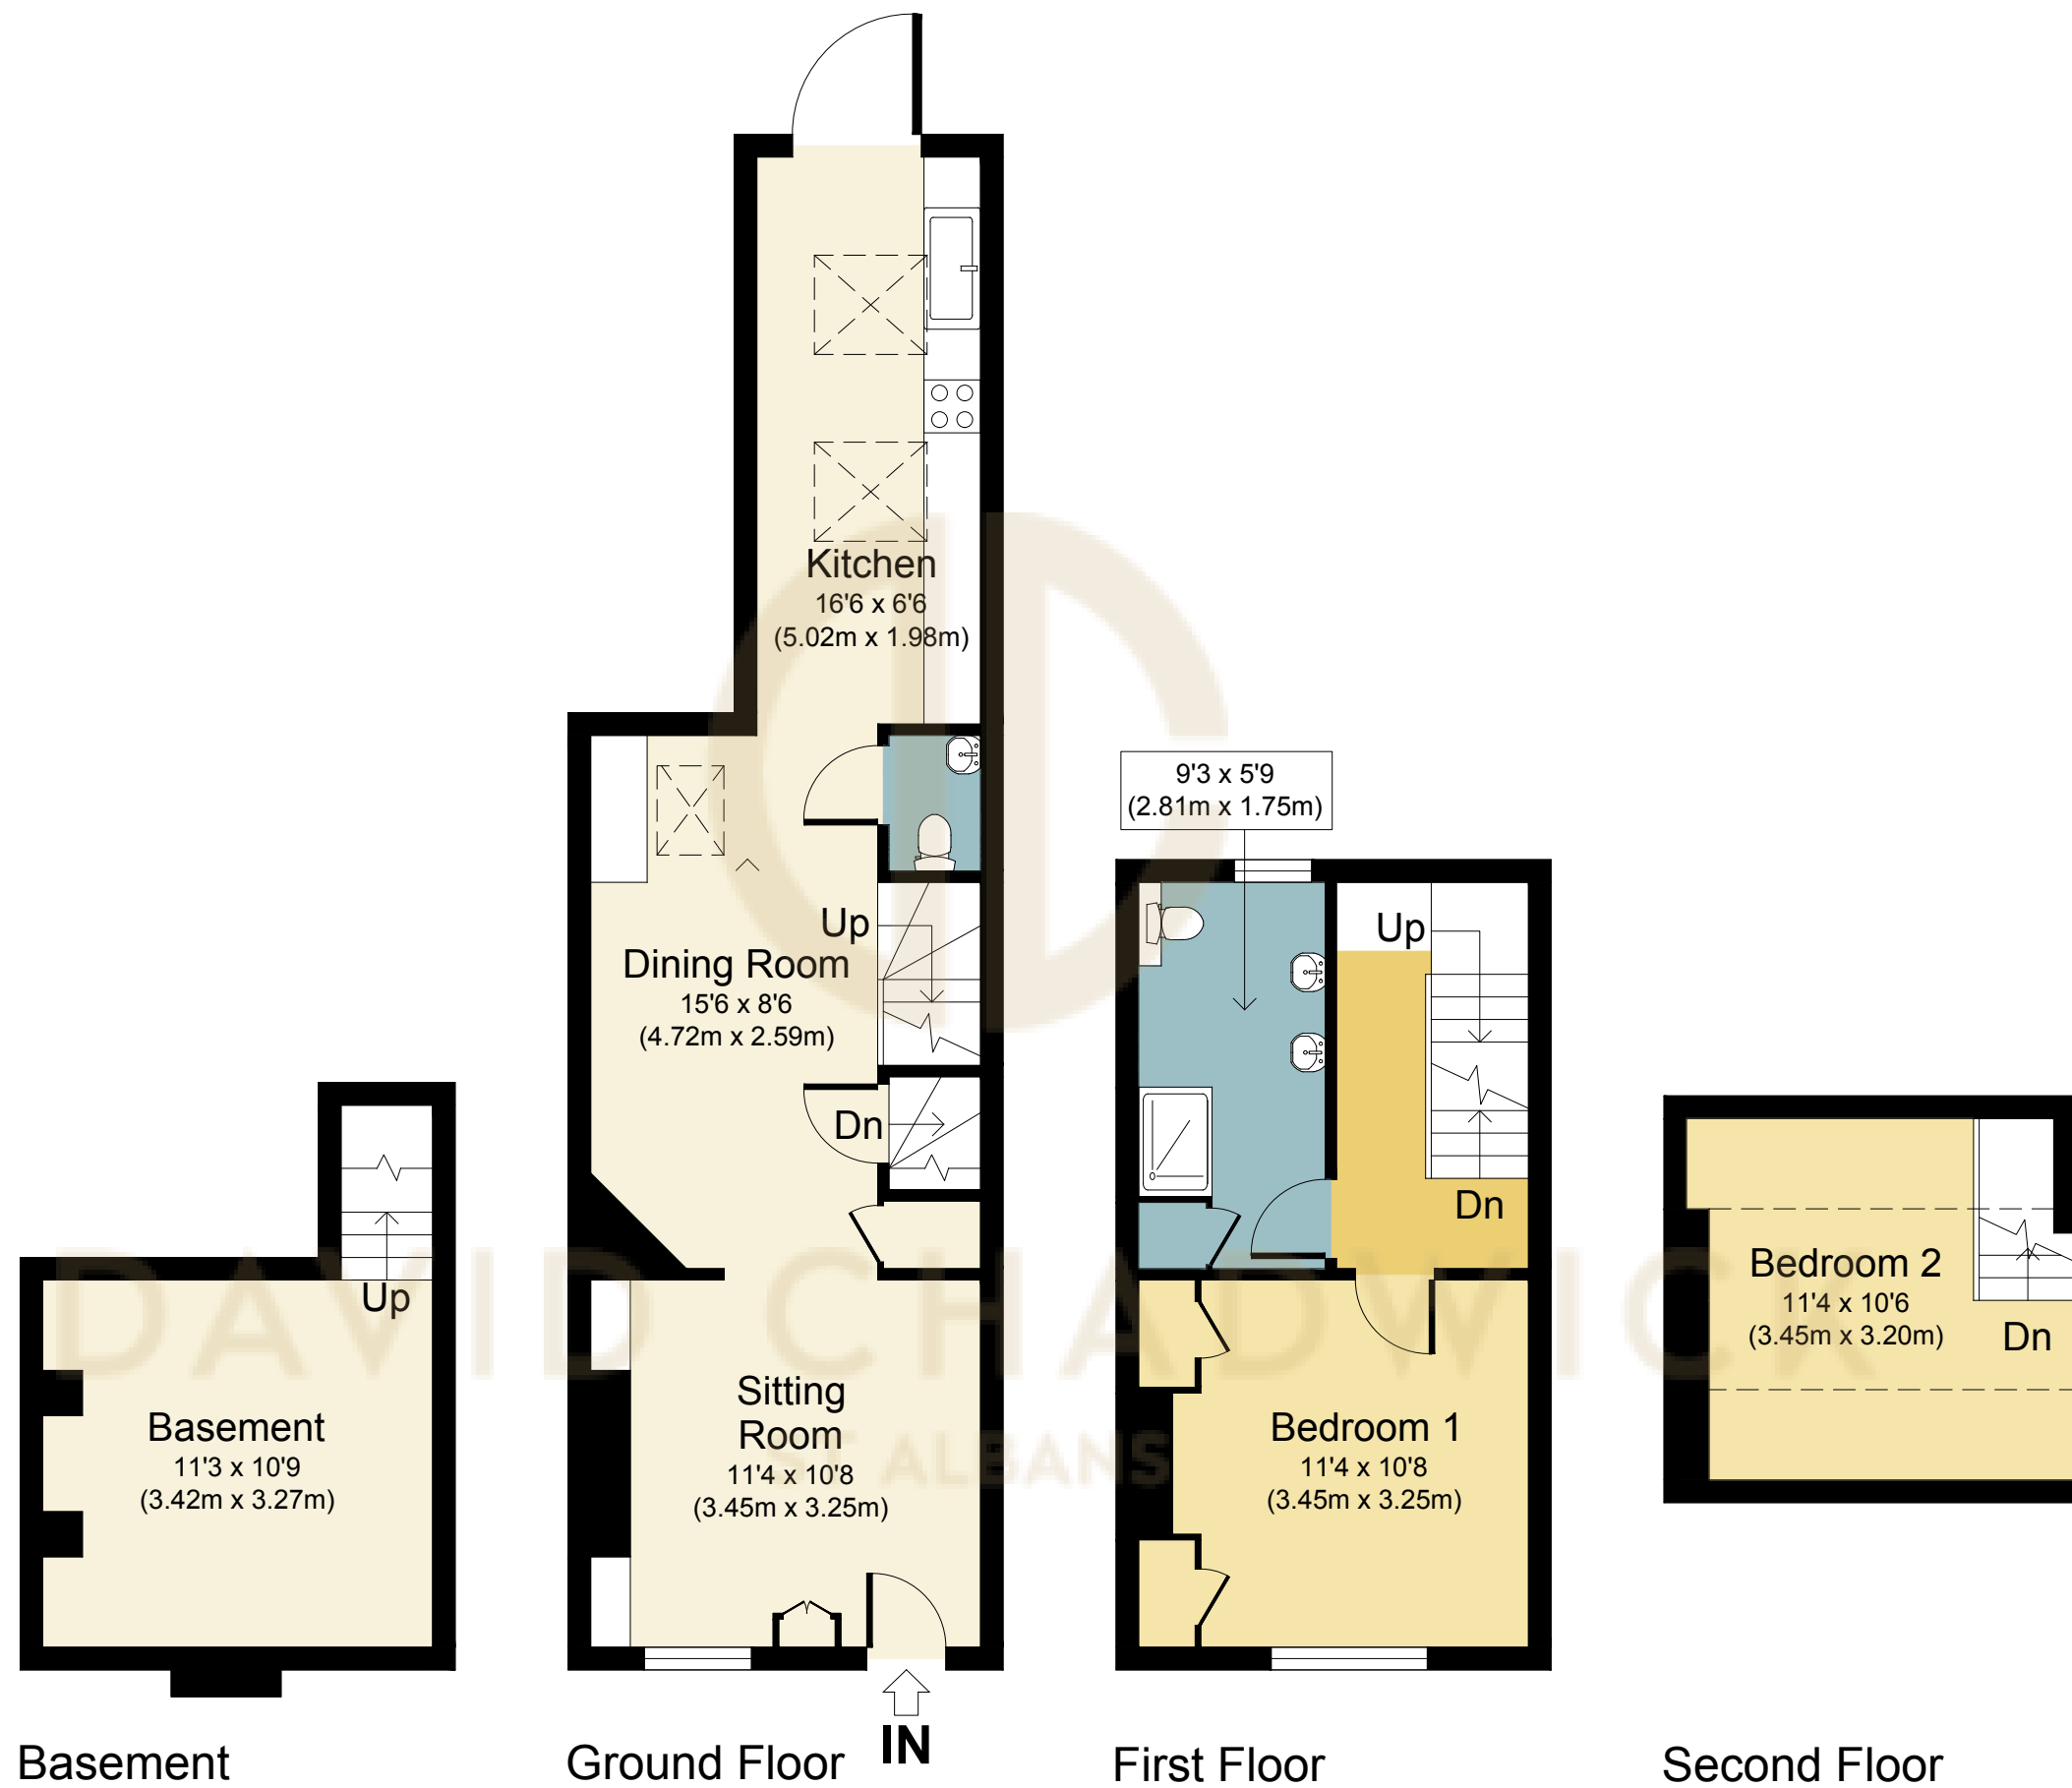 Kitchen
16'6 x 6'6
(5.02m x 1.98m)
9'3 x 5'9
(2.81m x 1.75m)
Up
Dining Room
15'6 x 8'6
(4.72m x 2.59m)
Dn
Up
Dn
Up
Basement
11'3 x 10'9
(3.42m x 3.27m)
Sitting
Room
11'4 x 10'8
(3.45m x 3.25m)
Bedroom 1
11'4 x 10'8
(3.45m x 3.25m)
Bedroom 2
11'4 x 10'6
(3.45m x 3.20m)
Dn
DAVID CHADWICK
ST ALBANS
IN
Basement
Ground Floor
First Floor
Second Floor